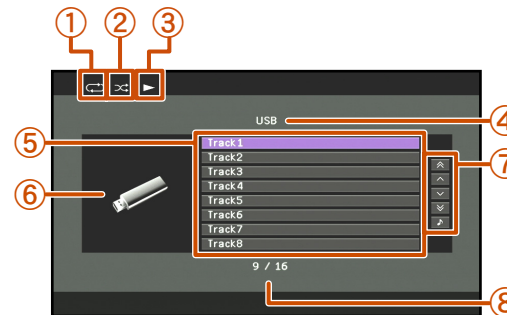 ① ② ③
USB ④
⑤ Track1
Track2
Track3 ⑦
Track4
⑥ Track5
Track6
Track7
Track8
9 / 16
⑧